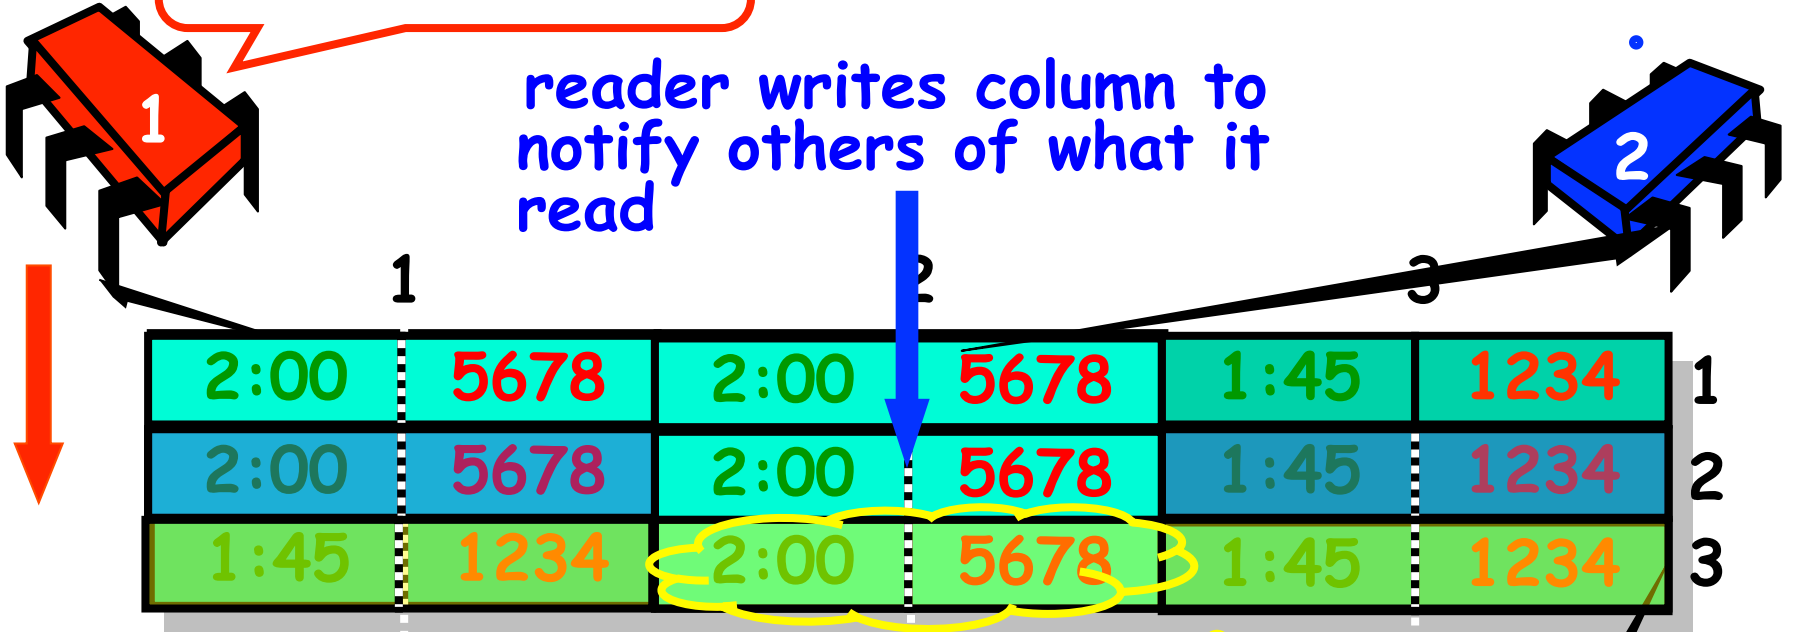 1
reader writes column to
notify others of what it
read
2
1 2 3
2:00 5678 2:00 5678 1:45 1234 1
2:00 5678 2:00 5678 1:45 1234 2
1:45 1234 2:00 5678 1:45 1234 3